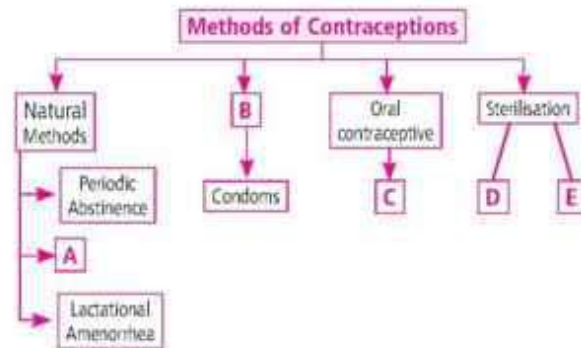 Methods of Contraceptions
Natural
Methods
B
Oral
contraceptive
Sterilisation
Periodic
Abstinence
Condoms
C
D
E
A
Lactational
Amenorrhea